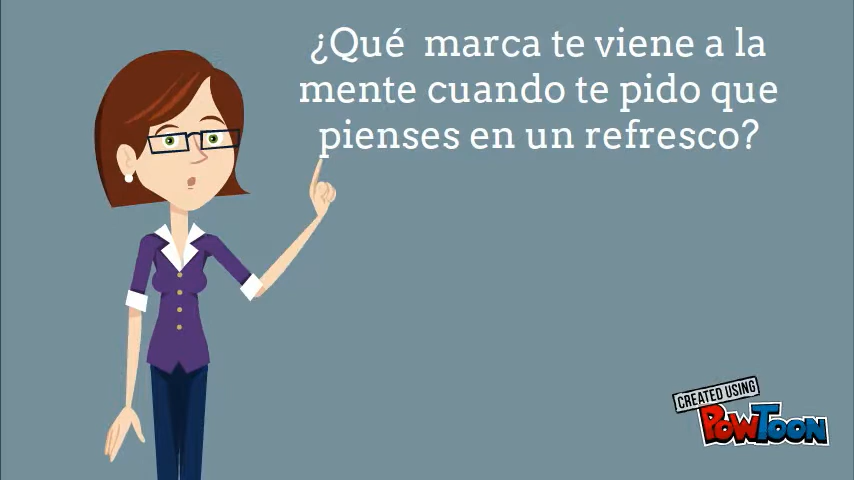 ¿Qué  marca te viene a la
mente cuando te pido que
pienses en un refresco?
CREATED USING
POWTOON